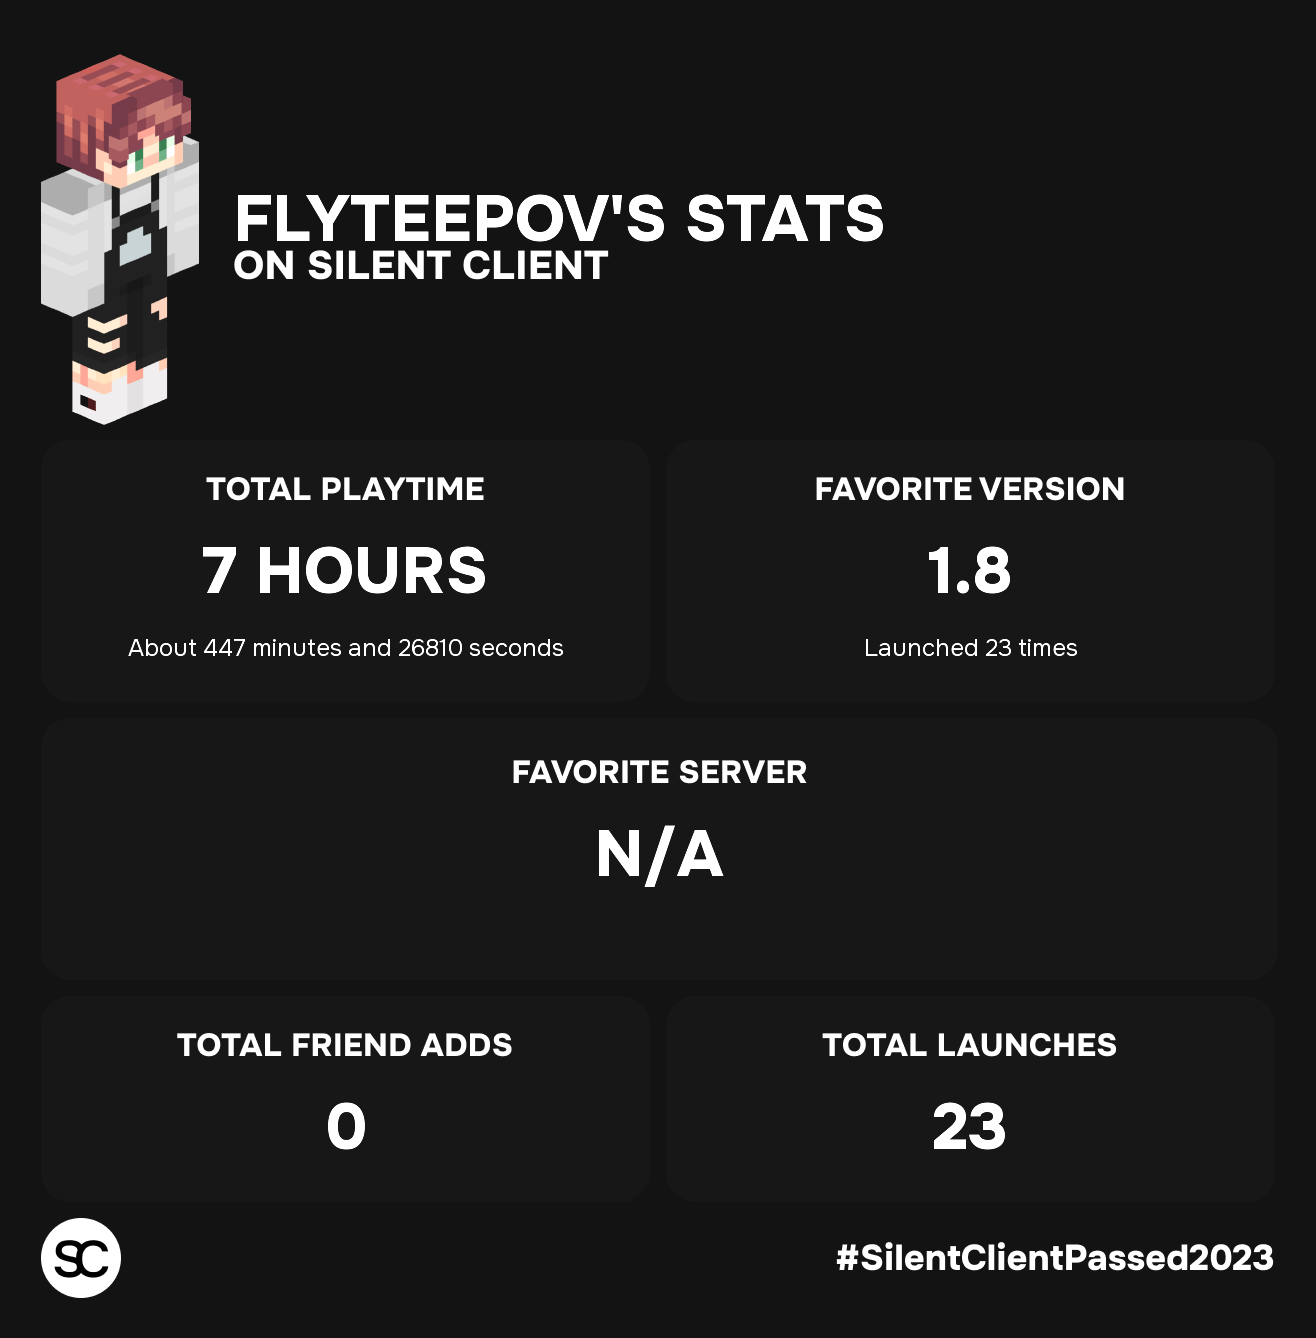 FLYTEEPOV'S STATS
ON SILENT CLIENT
TOTAL PLAYTIME
7 HOURS
About 447 minutes and 26810 seconds
FAVORITE VERSION
1.8
Launched 23 times
FAVORITE SERVER
N/A
TOTAL FRIEND ADDS
0
TOTAL LAUNCHES
23
SC
#SilentClientPassed2023